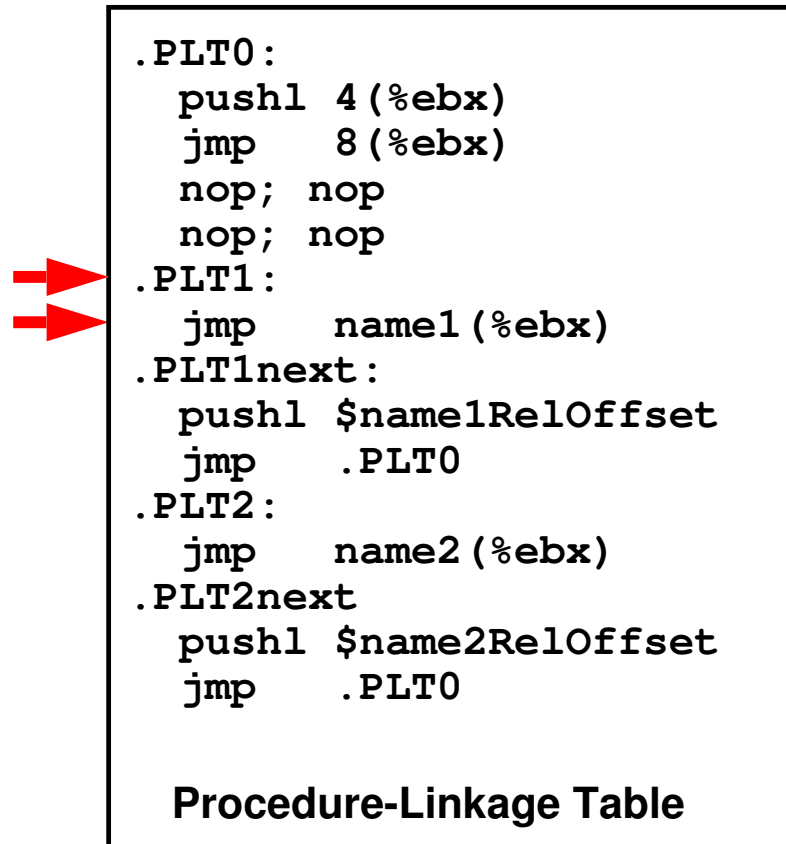 .PLT0:
pushl 4(%ebx)
jmp 8(%ebx)
nop; nop
nop; nop
.PLT1:
jmp name1(%ebx)
.PLT1next:
pushl $name1RelOffset
jmp .PLT0
.PLT2:
jmp name2(%ebx)
.PLT2next
pushl $name2RelOffset
jmp .PLT0
Procedure-Linkage Table